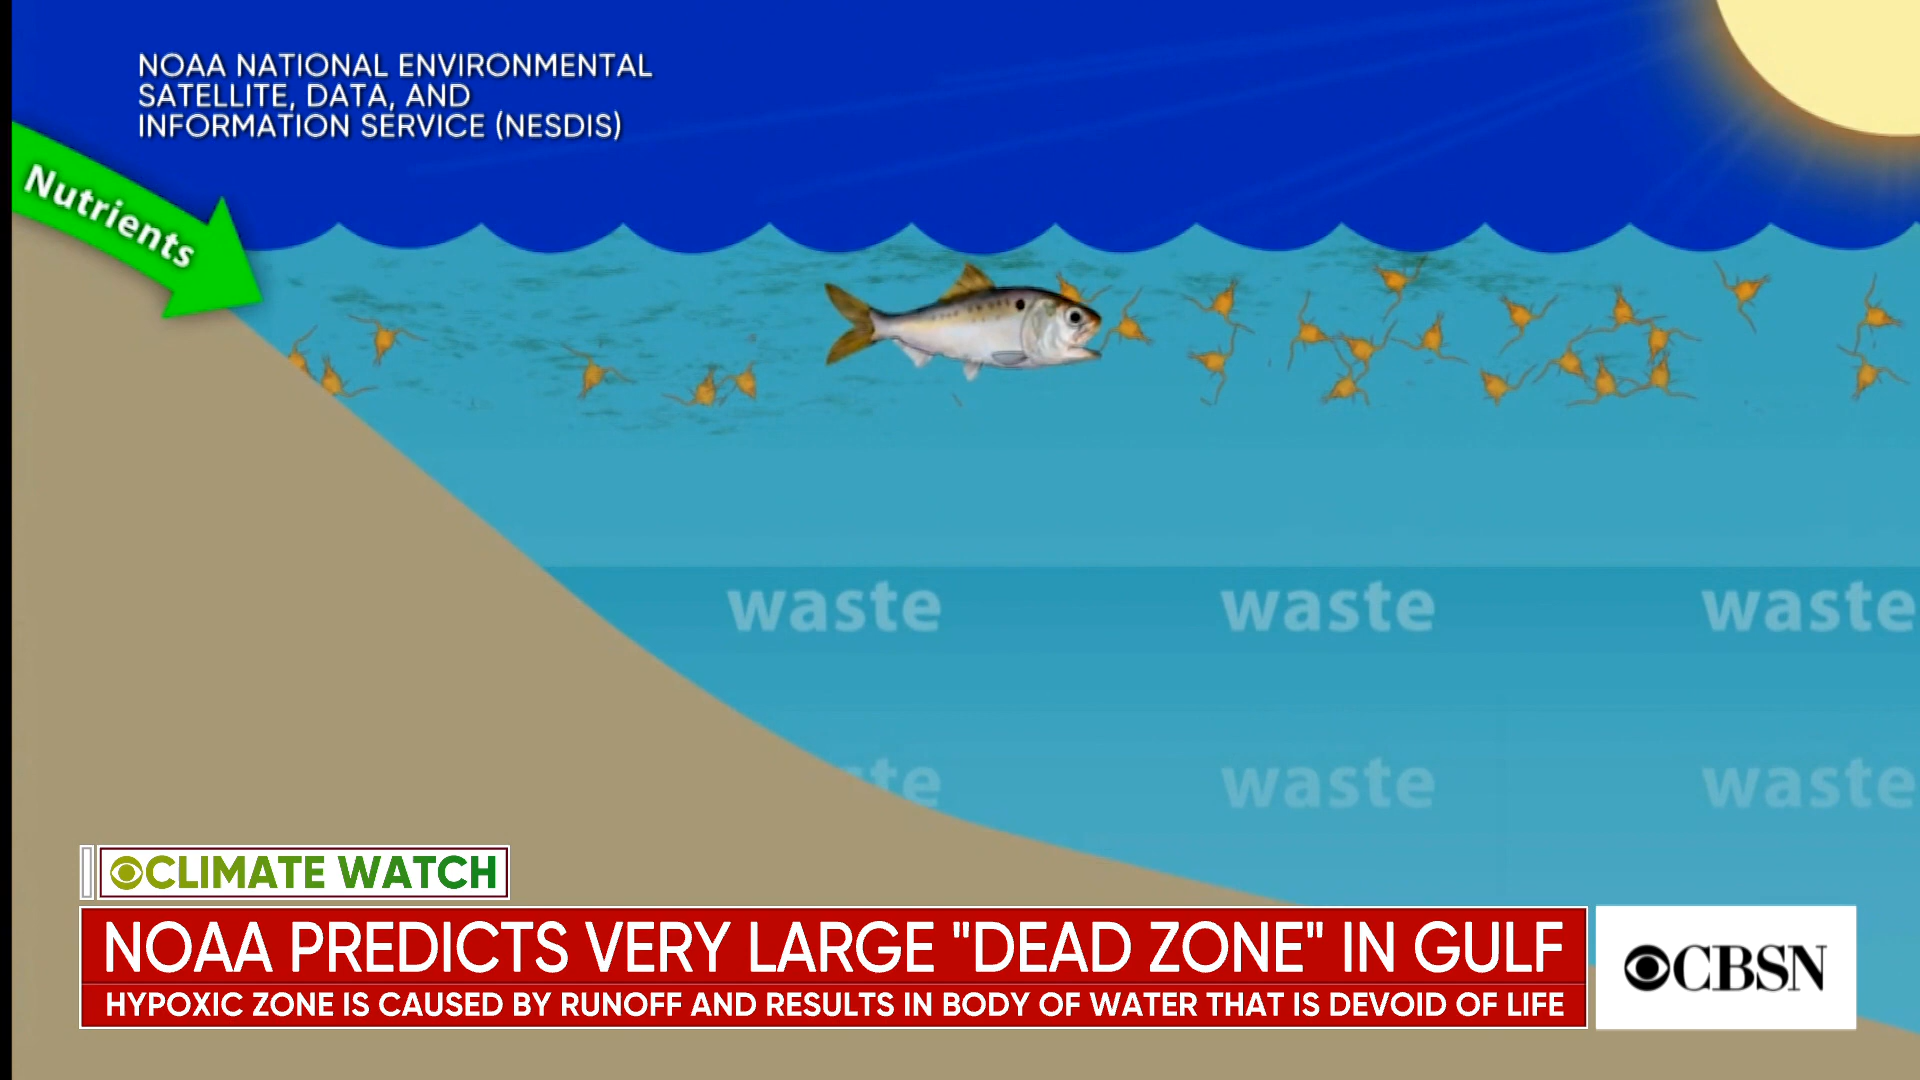 NOAA NATIONAL ENVIRONMENTAL
SATELLITE, DATA, AND
INFORMATION SERVICE (NESDIS)
Nutrients
waste waste waste
te waste waste
CLIMATE WATCH
NOAA PREDICTS VERY LARGE "DEAD ZONE" IN GULF
HYPOXIC ZONE IS CAUSED BY RUNOFF AND RESULTS IN BODY OF WATER THAT IS DEVOID OF LIFE
CBSN